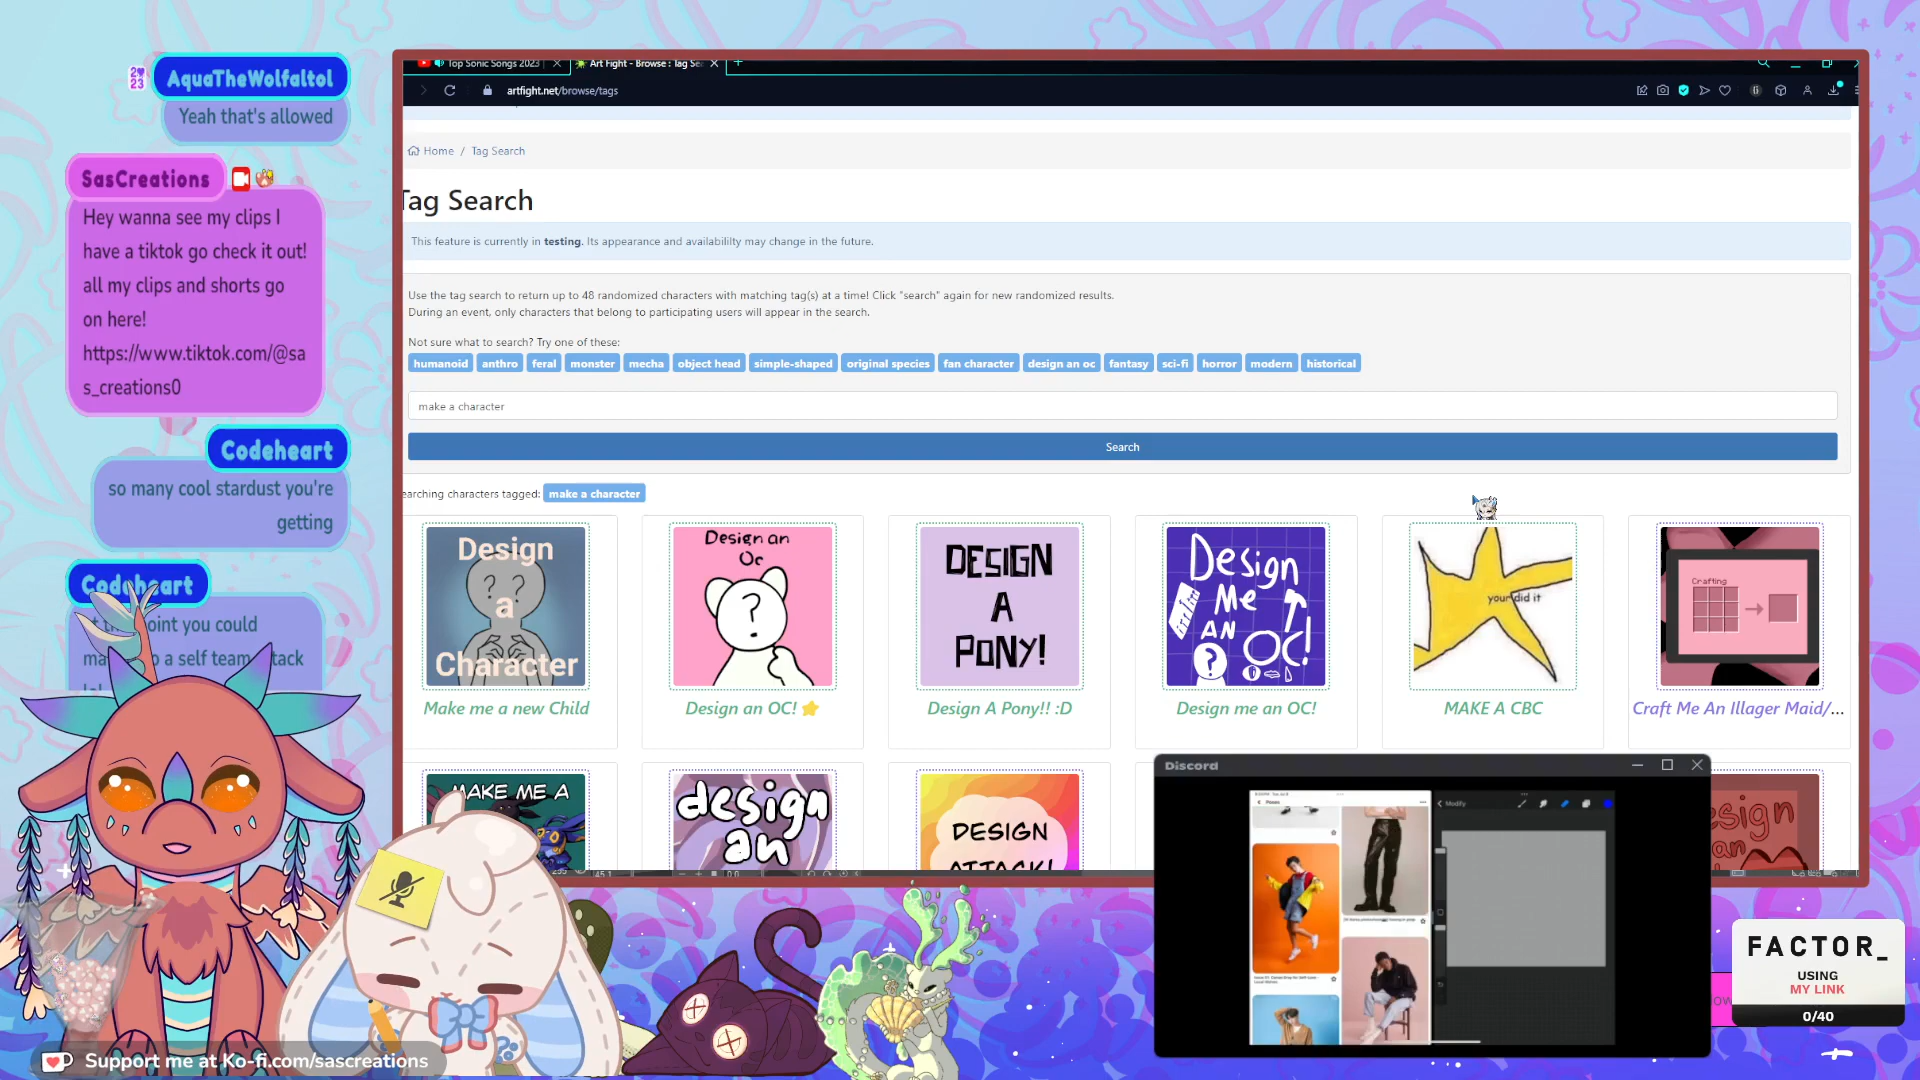 AquaTheWolfaltol
Yeah that's allowed
SasCreations
Hey wanna see my clips I
have a tiktok go check it out!
all my clips and shorts go
on here!
https://www.tiktok.com/@sa
s_creations0
Codeheart
so many cool stardust you're
getting
Codeheart
point you could
a self team
Support me at Ko-fi.com/sascreations
Top Sonic Songs 2023
Art Fight - Browse : Tag Se
artfight.net/browse/tags
Home / Tag Search
Tag Search
This feature is currently in testing. Its appearance and availability may change in the future.
Use the tag search to return up to 48 randomized characters with matching tag(s) at a time! Click "search" again for new randomized results.
During an event, only characters that belong to participating users will appear in the search.
Not sure what to search? Try one of these:
humanoid anthro feral monster mecha object head simple-shaped original species fan character design an oc fantasy sci-fi horror modern historical
make a character
Search
earching characters tagged: make a character
Design
a
Character
Make me a new Child
Design an
Oc
?
Design an OC!
DESIGN
A
PONY!
Design A Pony!! :D
Design
Me
AN
OC!
Design me an OC!
your did it
MAKE A CBC
Crafting
Craft Me An Illager Maid/...
MAKE ME A
design
an
DESIGN
ATTACK!
design
an
Discord
Poses
Modify
FACTOR_
USING
MY LINK
0/40